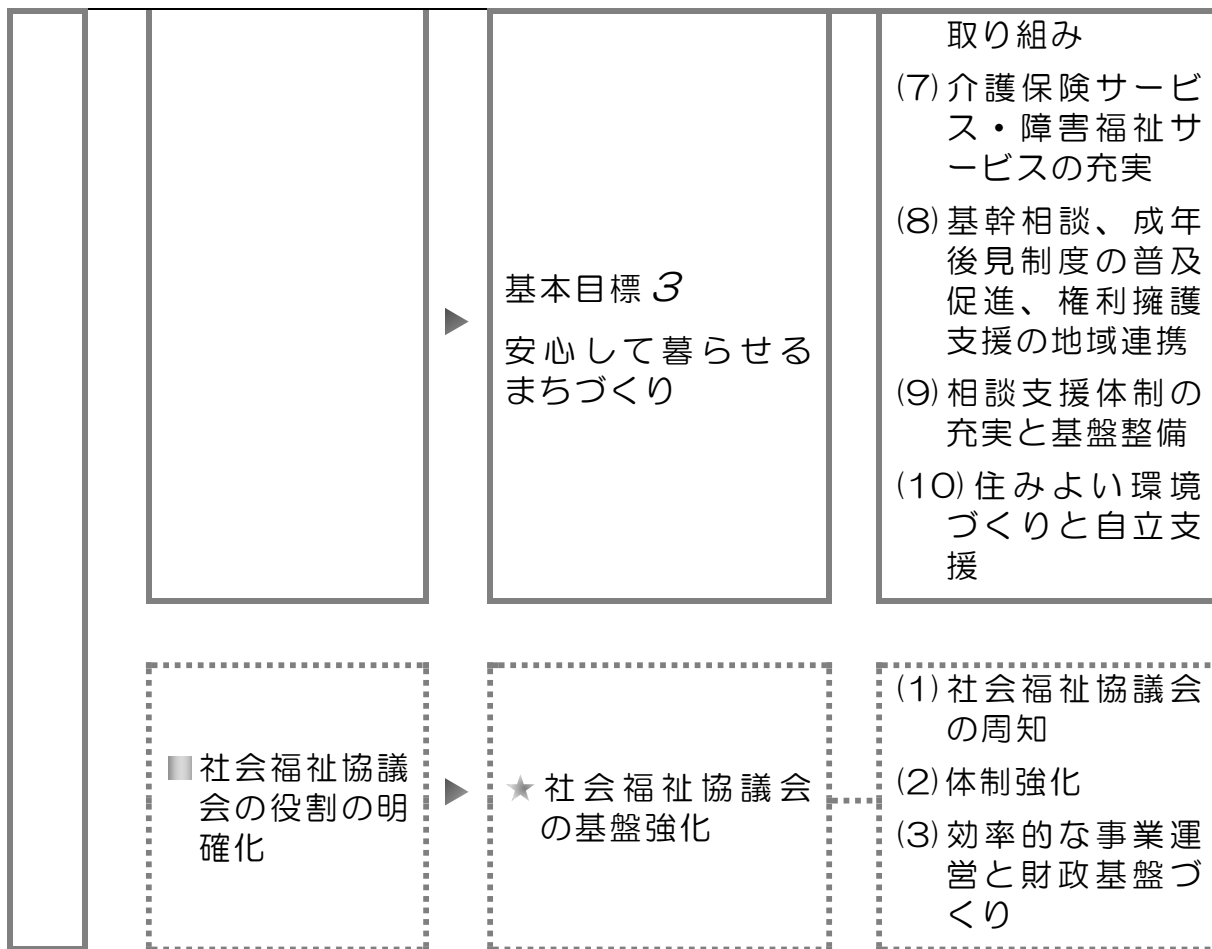 基本目標 3
安心して暮らせる
まちづくり
取り組み
(7) 介護保険サービ
ス・障害福祉サ
ービスの充実
(8) 基幹相談、成年
後見制度の普及
促進、権利擁護
支援の地域連携
(9) 相談支援体制の
充実と基盤整備
(10) 住みよい環境
づくりと自立支
援
■ 社会福祉協議
会の役割の明
確化
★ 社会福祉協議会
の基盤強化
(1) 社会福祉協議会
の周知
(2) 体制強化
(3) 効率的な事業運
営と財政基盤づ
くり